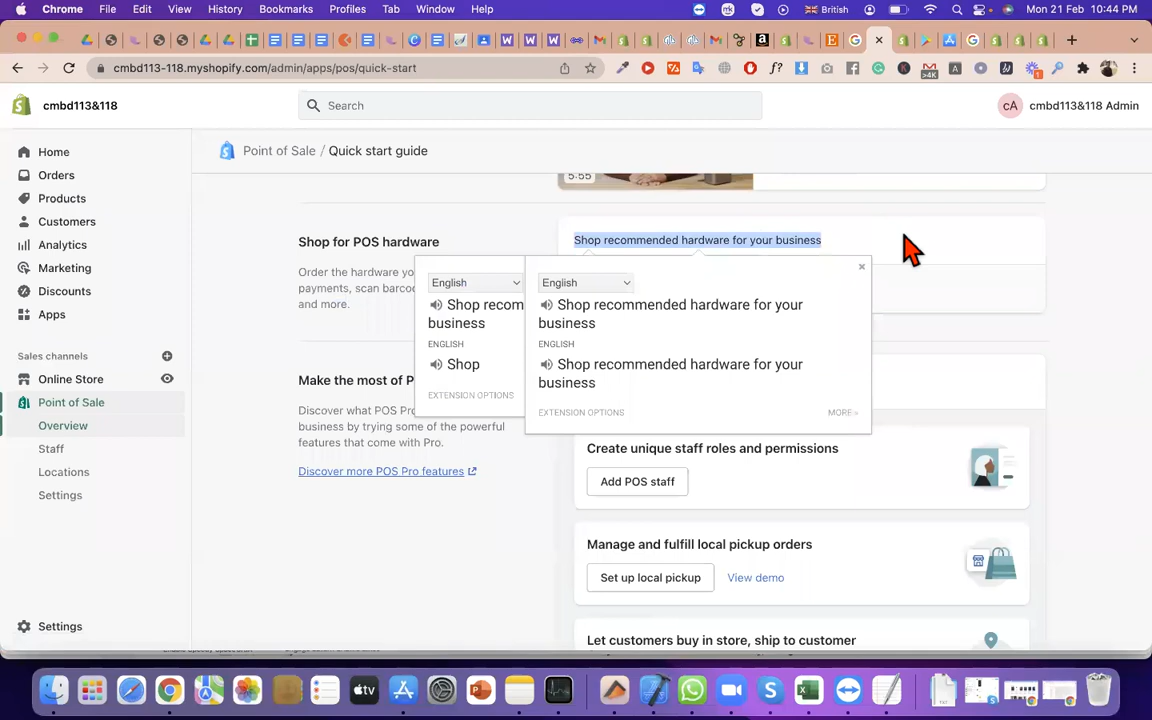 Chrome File Edit View History Bookmarks Profiles Tab Window Help British Mon 21 Feb 10:44 PM
cmbd113-118.myshopify.com/admin/apps/pos/quick-start
cmbd113&118 Search cA cmbd113&118 Admin
Home
Orders
Products
Customers
Analytics
Marketing
Discounts
Apps
Sales channels
Online Store
Point of Sale
Overview
Staff
Locations
Settings
Settings
Point of Sale / Quick start guide
5:55
Shop for POS hardware
Order the hardware yo
payments, scan barcod
and more.
Shop recommended hardware for your business
English
Shop recom
business
ENGLISH
Shop
EXTENSION OPTIONS
English
Shop recommended hardware for your
business
ENGLISH
Shop recommended hardware for your
business
EXTENSION OPTIONS MORE »
Make the most of P
Discover what POS Pro
business by trying some of the powerful
features that come with Pro.
Discover more POS Pro features
Create unique staff roles and permissions
Add POS staff
Manage and fulfill local pickup orders
Set up local pickup View demo
Let customers buy in store, ship to customer